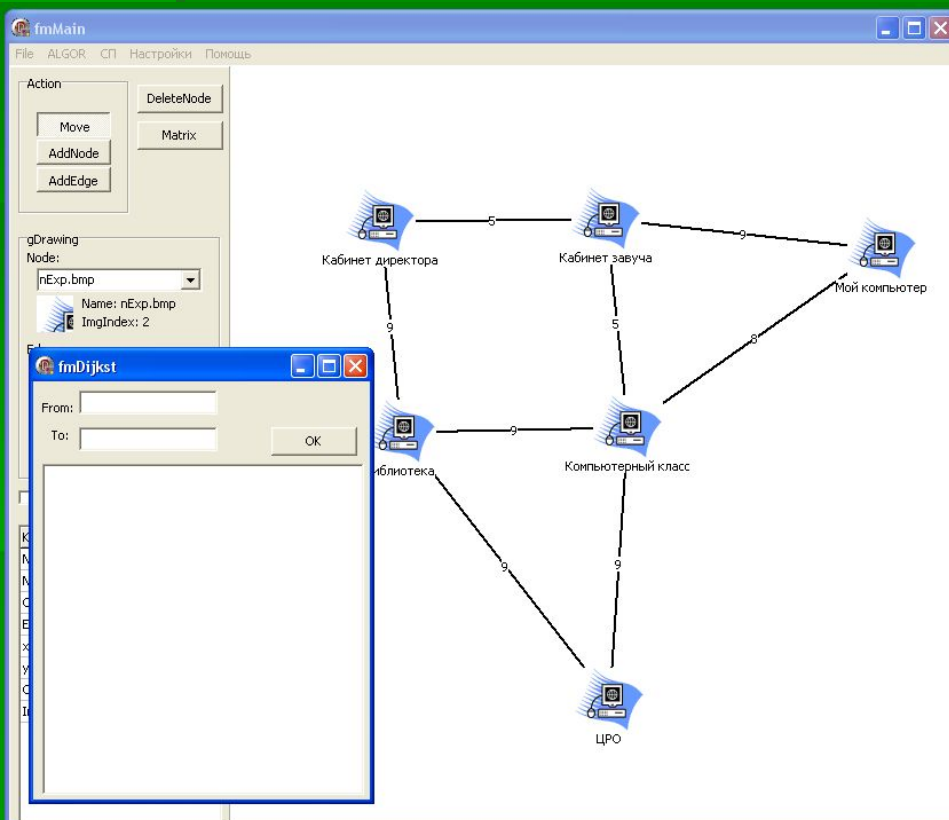 fmMain
File ALGOR СП Настройки Помощь
Action
Move
AddNode
AddEdge
DeleteNode
Matrix
gDrawing
Node:
nExp.bmp
Name: nExp.bmp
ImgIndex: 2
fmDijkst
From:
To:
OK
Кабинет директора
5
Кабинет завуча
9
Мой компьютер
9
5
8
9
Компьютерный класс
9
9
ЦРО